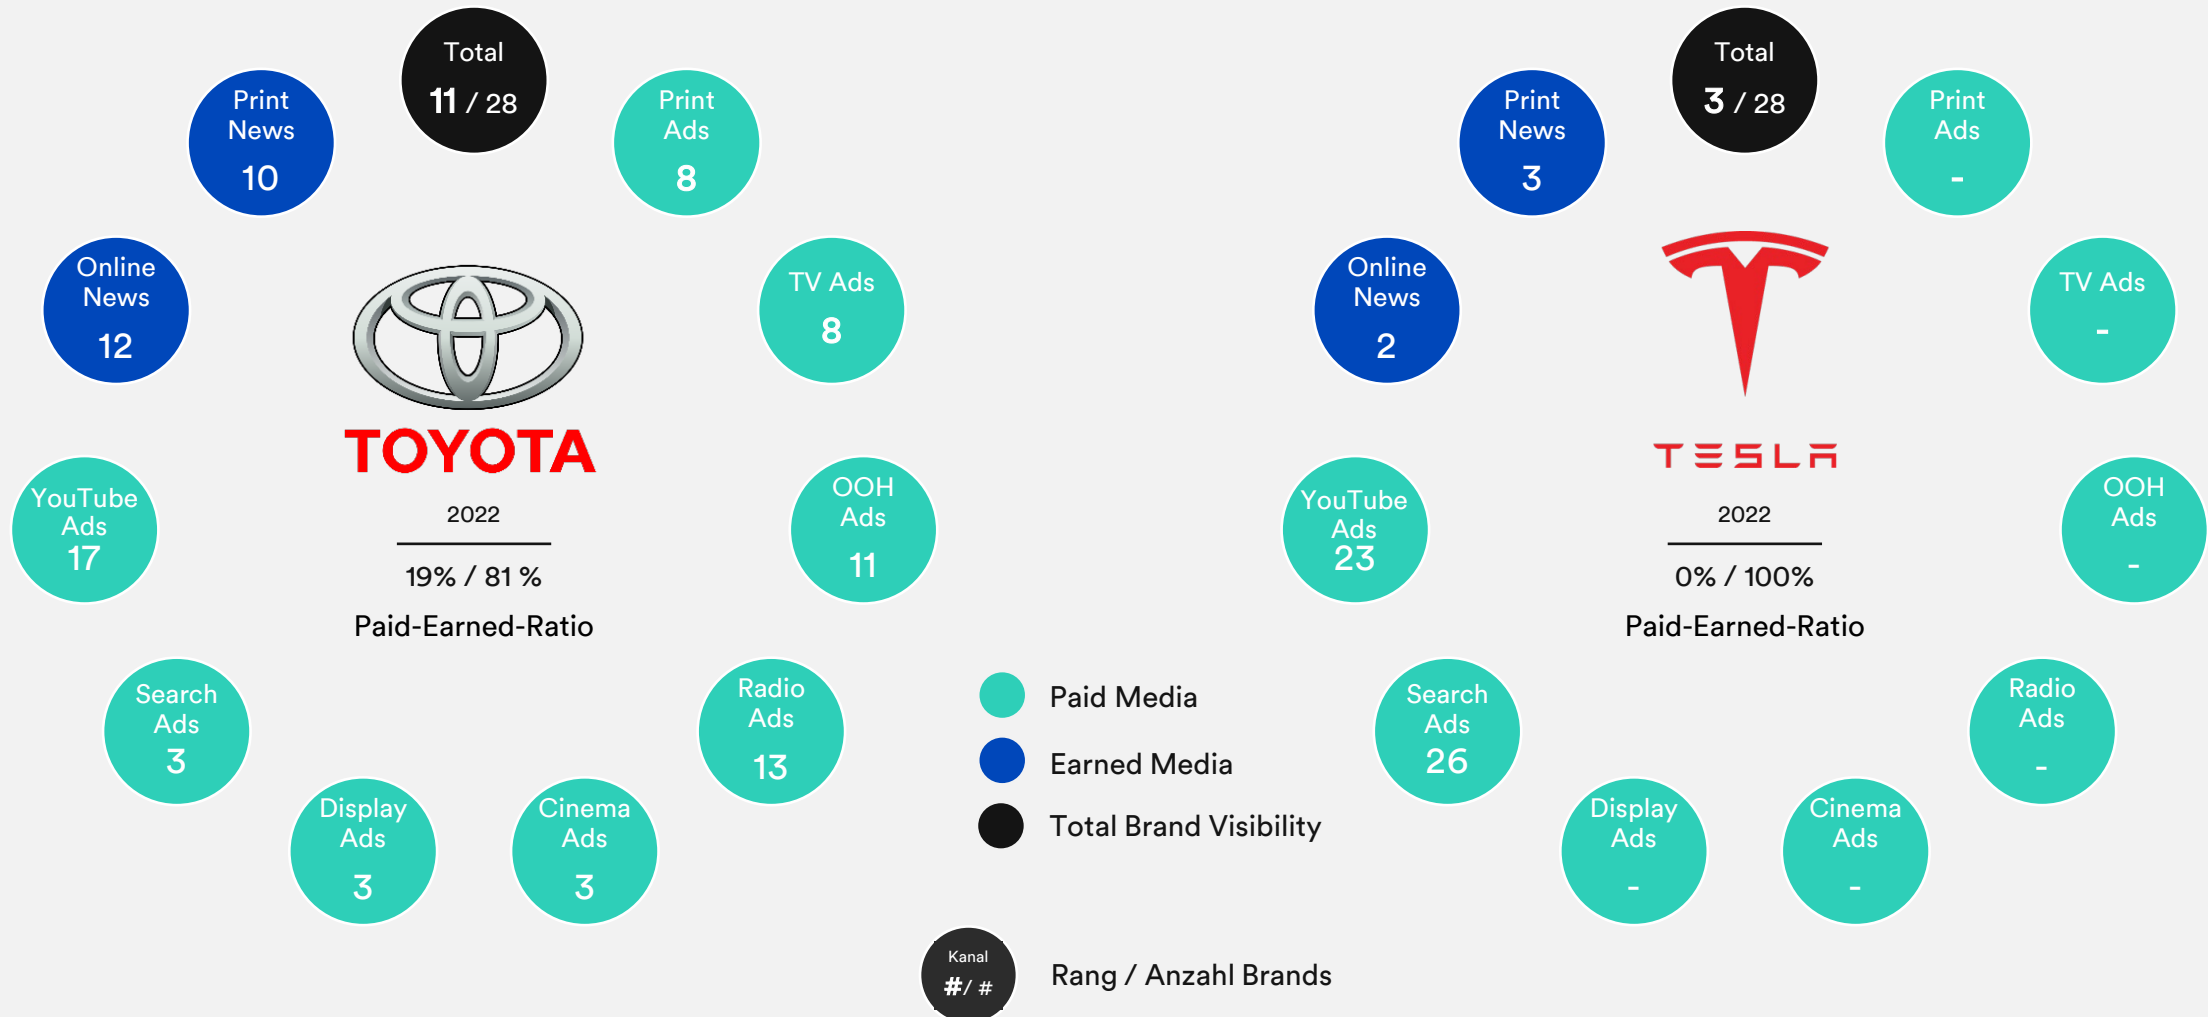 Total
11 / 28
Print
News
10
Print
Ads
8
Online
News
12
TV Ads
8
TOYOTA
2022
19% / 81 %
Paid-Earned-Ratio
YouTube
Ads
17
OOH
Ads
11
Search
Ads
3
Radio
Ads
13
Display
Ads
3
Cinema
Ads
3
Paid Media
Earned Media
Total Brand Visibility
Kanal
#/ #
Rang / Anzahl Brands
Total
3 / 28
Print
News
3
Print
Ads
-
Online
News
2
TV Ads
-
TESLA
2022
0% / 100%
Paid-Earned-Ratio
YouTube
Ads
23
OOH
Ads
-
Search
Ads
26
Radio
Ads
-
Display
Ads
-
Cinema
Ads
-